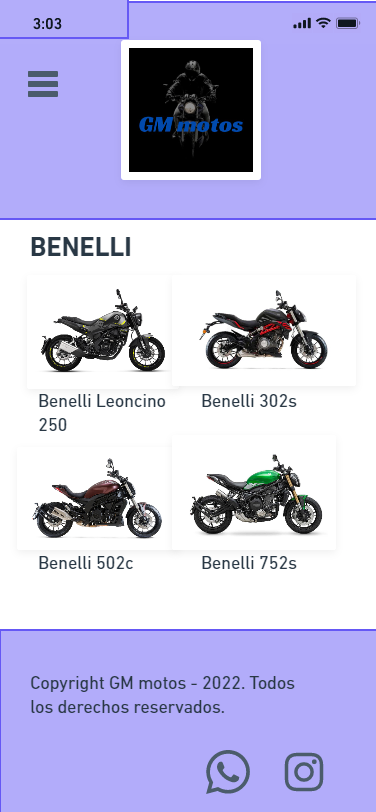 3:03
GM motos
BENELLI
Benelli Leoncino
250
Benelli 302s
Benelli 502c
Benelli 752s
Copyright GM motos - 2022. Todos
los derechos reservados.